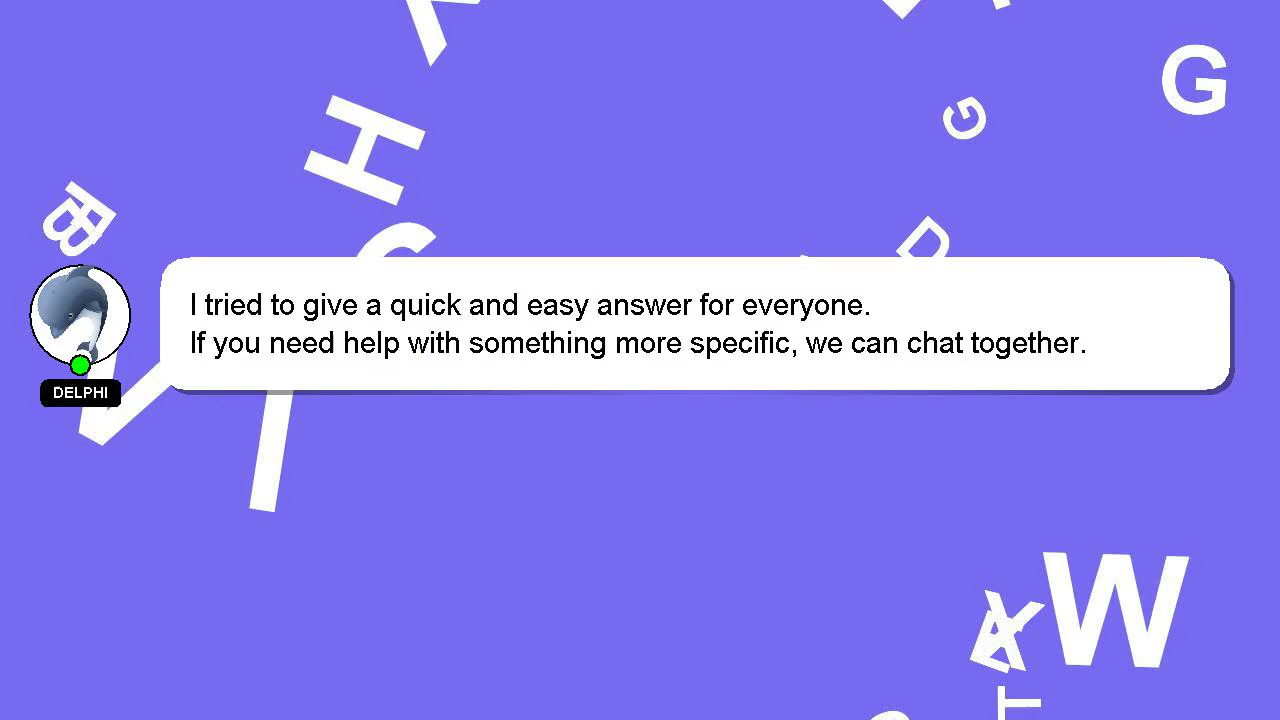 G
G
H
D
B
I tried to give a quick and easy answer for everyone.
If you need help with something more specific, we can chat together.
DELPHI
W
T